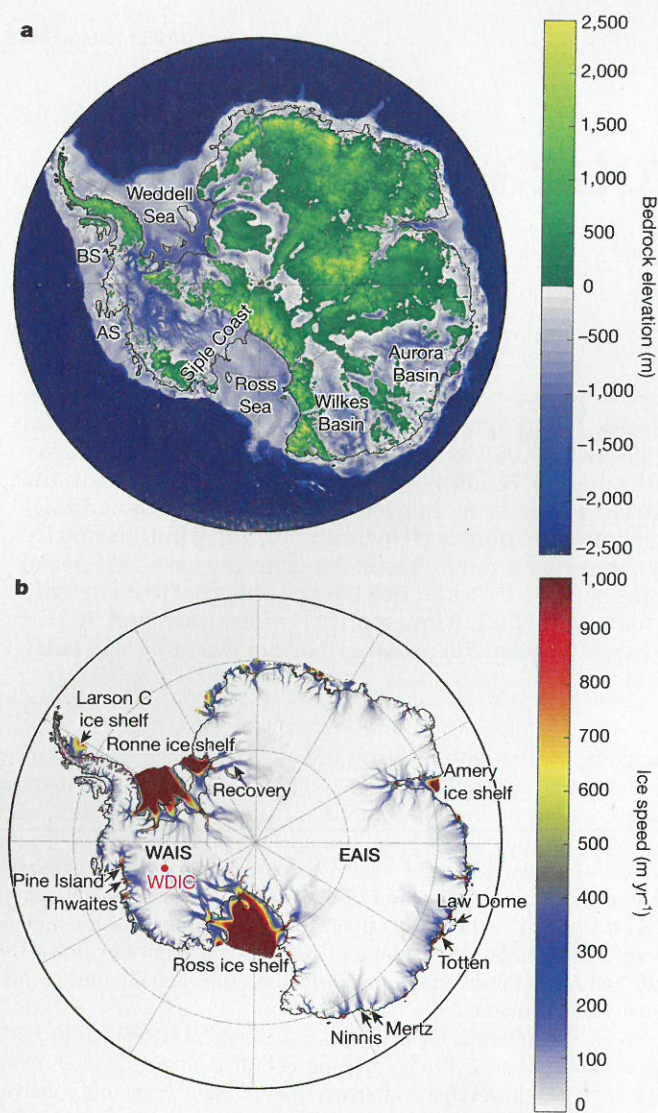 a
Weddell
Sea
BS
AS
Siple Coast
Ross
Sea
Wilkes
Basin
Aurora
Basin
2,500
2,000
1,500
1,000
500
0
−500
−1,000
−1,500
−2,000
−2,500
Bedrock elevation (m)
b
Larson C
ice shelf
Ronne ice shelf
Recovery
Amery
ice shelf
WAIS
EAIS
WDIC
Pine Island
Thwaites
Law Dome
Totten
Ross ice shelf
Ninnis
Mertz
1,000
900
800
700
600
500
400
300
200
100
0
Ice speed (m yr⁻¹)